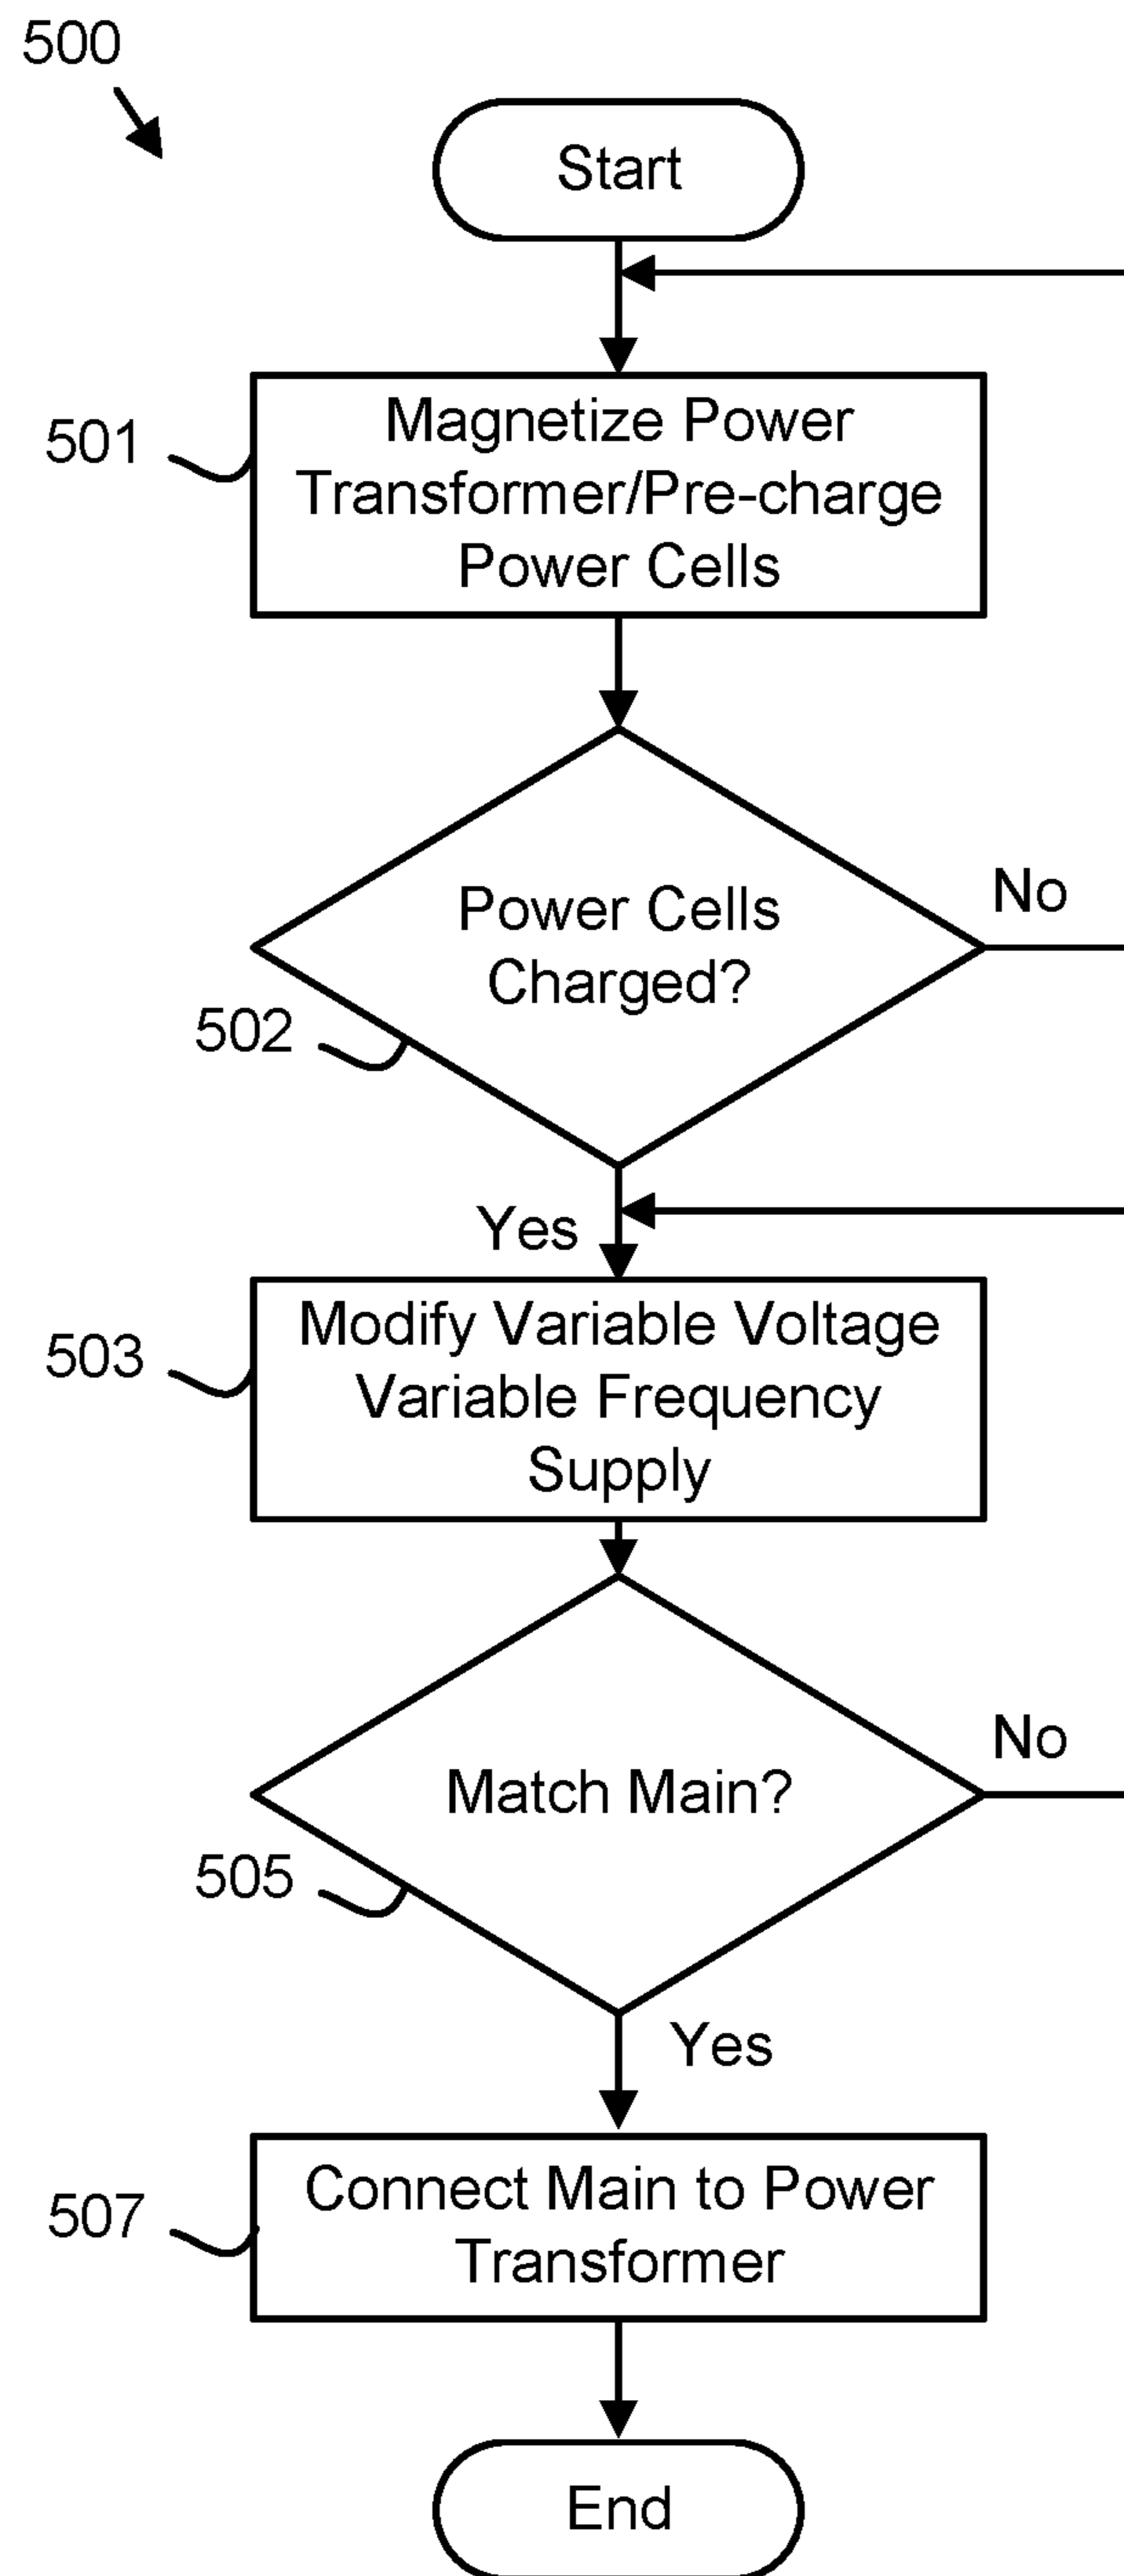 500
Start
501
Magnetize Power
Transformer/Pre-charge
Power Cells
Power Cells
Charged?
No
502
Yes
503
Modify Variable Voltage
Variable Frequency
Supply
Match Main?
No
505
Yes
507
Connect Main to Power
Transformer
End